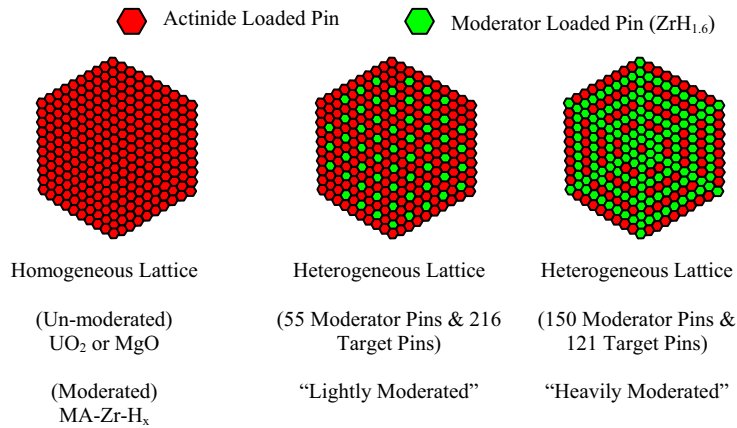 Actinide Loaded Pin
Moderator Loaded Pin (ZrH1.6)
Homogeneous Lattice
(Un-moderated)
UO2 or MgO
(Moderated)
MA-Zr-Hx
Heterogeneous Lattice
(55 Moderator Pins & 216
Target Pins)
“Lightly Moderated”
Heterogeneous Lattice
(150 Moderator Pins &
121 Target Pins)
“Heavily Moderated”